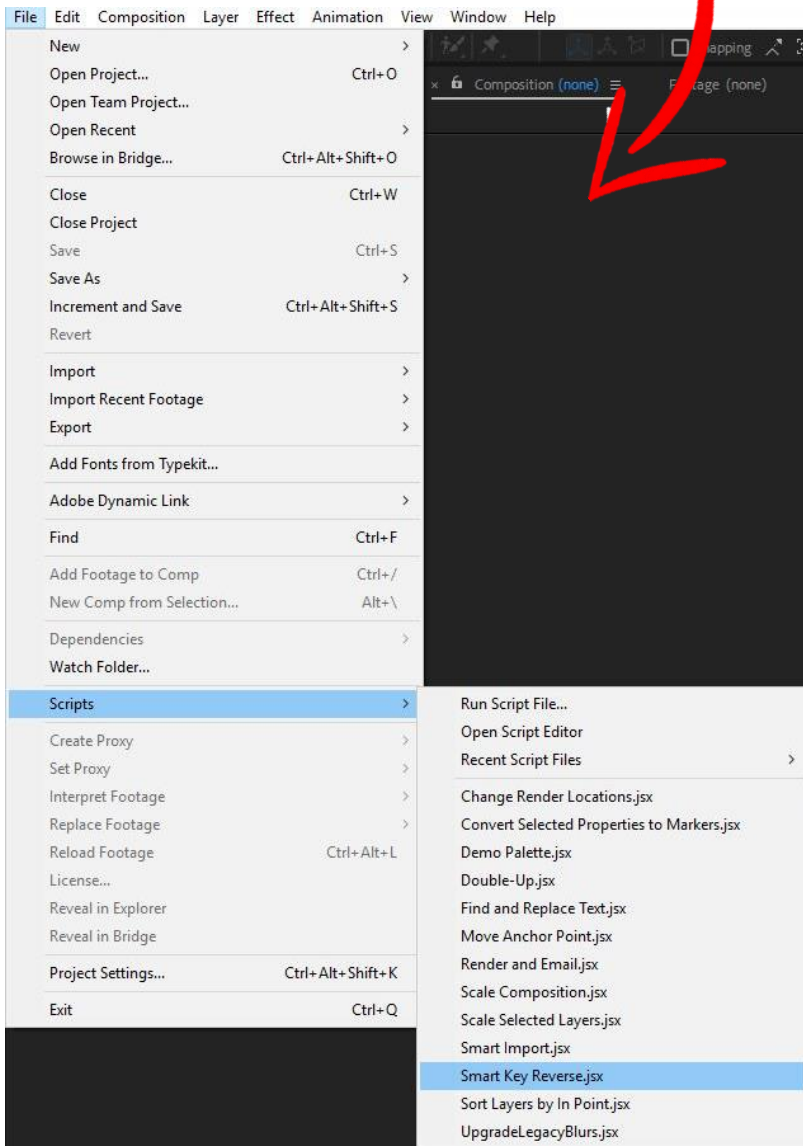 File Edit Composition Layer Effect Animation View Window Help
New
Open Project... Ctrl+O
Open Team Project...
Open Recent
Browse in Bridge... Ctrl+Alt+Shift+O
Close Ctrl+W
Close Project
Save Ctrl+S
Save As
Increment and Save Ctrl+Alt+Shift+S
Revert
Import
Import Recent Footage
Export
Add Fonts from Typekit...
Adobe Dynamic Link
Find Ctrl+F
Add Footage to Comp Ctrl+/
New Comp from Selection... Alt+\
Dependencies
Watch Folder...
Scripts
Create Proxy
Set Proxy
Interpret Footage
Replace Footage
Reload Footage Ctrl+Alt+L
License...
Reveal in Explorer
Reveal in Bridge
Project Settings... Ctrl+Alt+Shift+K
Exit Ctrl+Q
Composition (none)
(none)
Run Script File...
Open Script Editor
Recent Script Files
Change Render Locations.jsx
Convert Selected Properties to Markers.jsx
Demo Palette.jsx
Double-Up.jsx
Find and Replace Text.jsx
Move Anchor Point.jsx
Render and Email.jsx
Scale Composition.jsx
Scale Selected Layers.jsx
Smart Import.jsx
Smart Key Reverse.jsx
Sort Layers by In Point.jsx
UpgradeLegacyBlurs.jsx